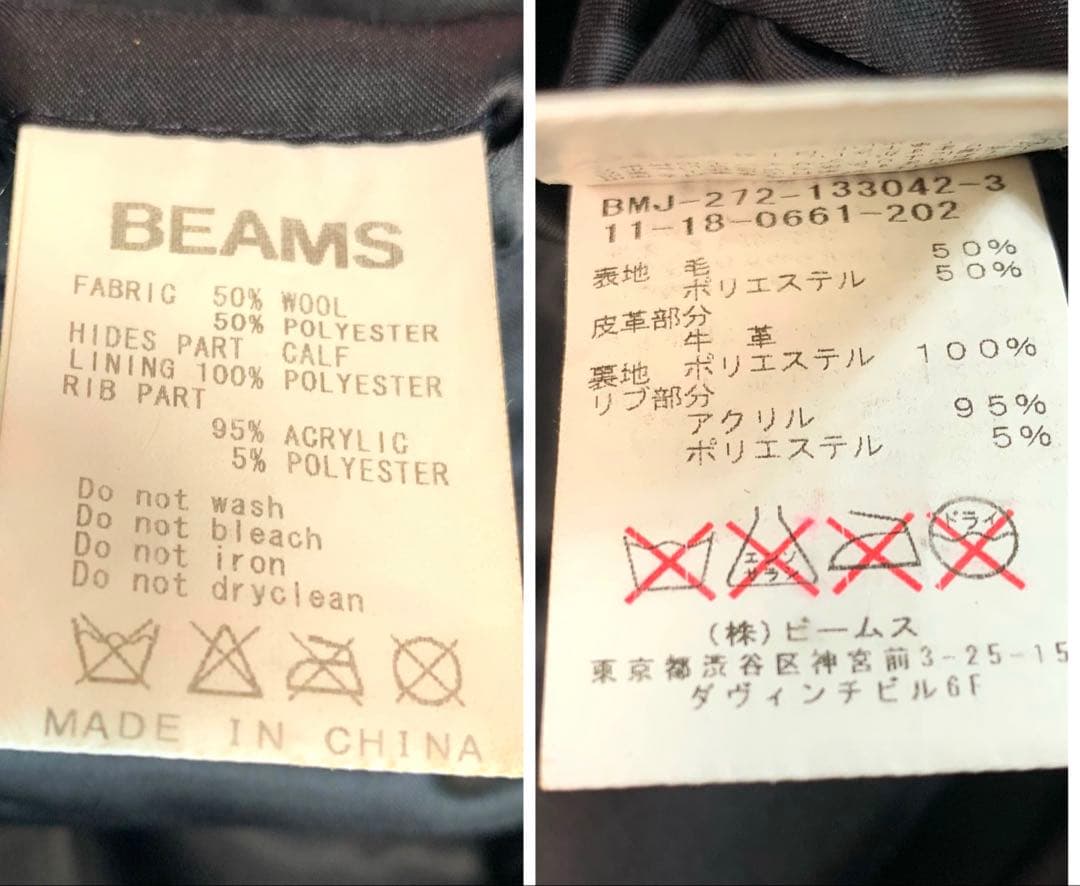 BEAMS
FABRIC 50% WOOL
50% POLYESTER
HIDES PART CALF
LINING 100% POLYESTER
RIB PART
95% ACRYLIC
5% POLYESTER
Do not wash
Do not bleach
Do not iron
Do not dryclean
MADE IN CHINA
BMJ-272-133042-3
11-18-0661-202
表地 毛 50%
ポリエステル 50%
皮革部分
牛 革
裏地 ポリエステル 100%
リブ部分
アクリル 95%
ポリエステル 5%
エンソ
サラシ
ドライ
(株)ビームス
東京都渋谷区神宮前3-25-15
ダヴィンチビル6F